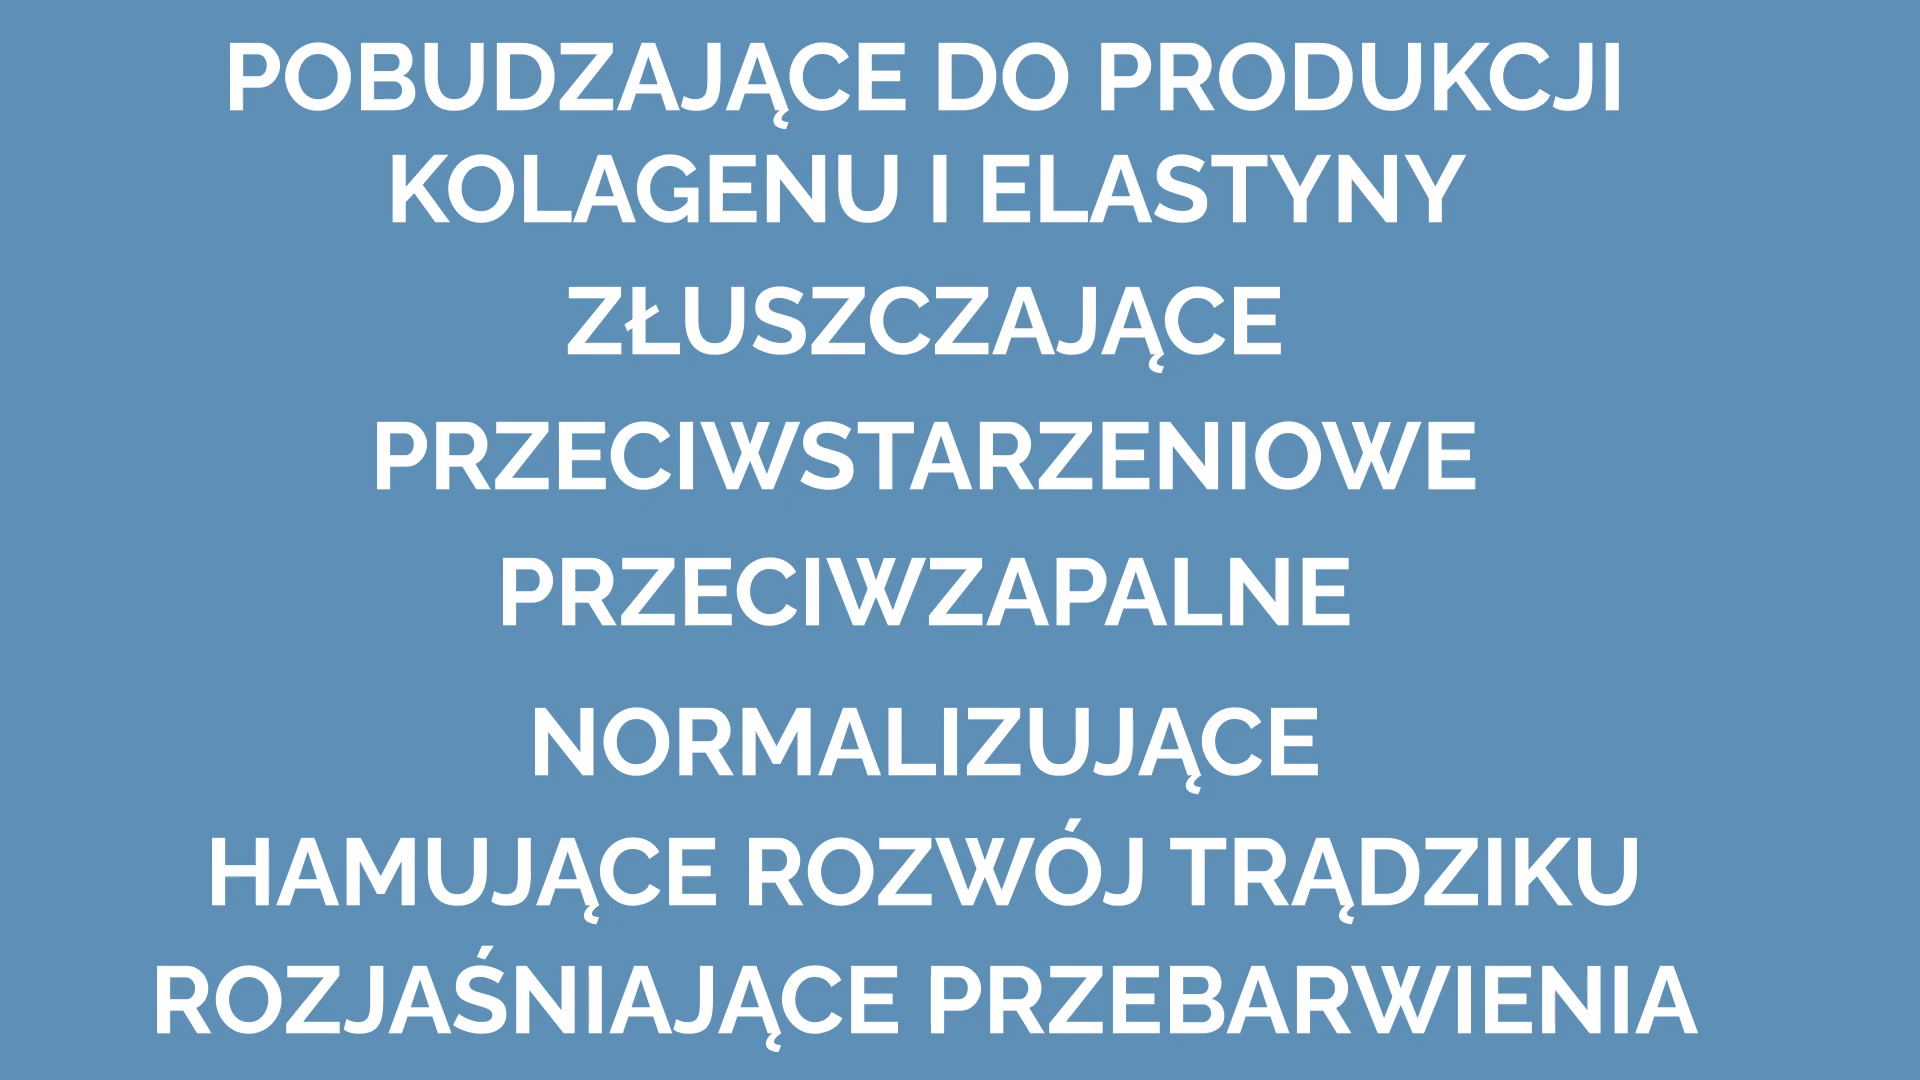 POBUDZAJĄCE DO PRODUKCJI
KOLAGENU I ELASTYNY
ZŁUSZCZAJĄCE
PRZECIWSTARZENIOWE
PRZECIWZAPALNE
NORMALIZUJĄCE
HAMUJĄCE ROZWÓJ TRĄDZIKU
ROZJAŚNIAJĄCE PRZEBARWIENIA